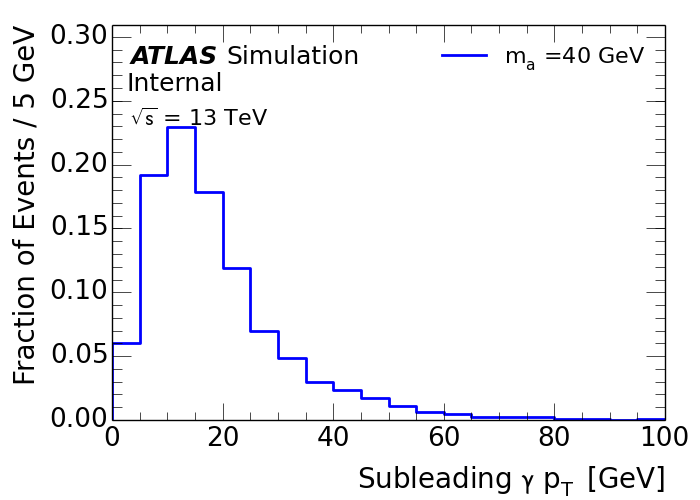 0.30
0.25
0.20
0.15
0.10
0.05
0.00
Fraction of Events / 5 GeV
ATLAS Simulation
Internal
√s = 13 TeV
mₐ =40 GeV
0 20 40 60 80 100
Subleading γ p_T [GeV]